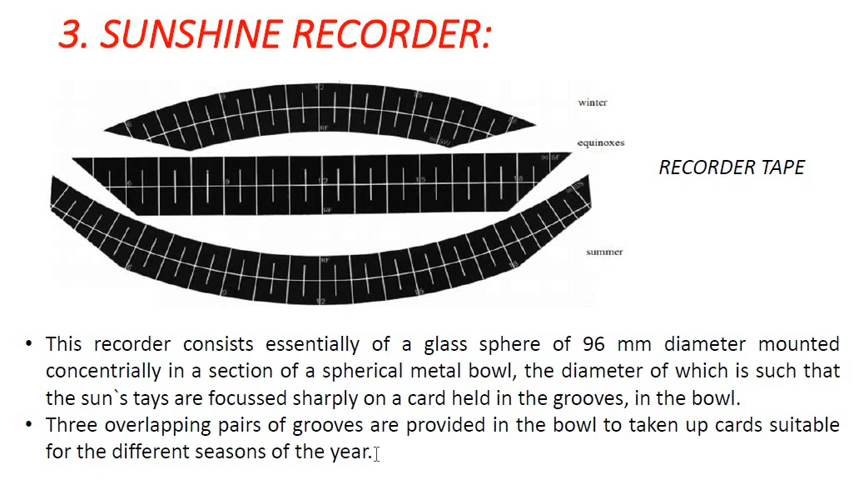 3. SUNSHINE RECORDER:
winter
equinoxes
RECORDER TAPE
summer
• This recorder consists essentially of a glass sphere of 96 mm diameter mounted
concentrially in a section of a spherical metal bowl, the diameter of which is such that
the sun`s tays are focussed sharply on a card held in the grooves, in the bowl.
• Three overlapping pairs of grooves are provided in the bowl to taken up cards suitable
for the different seasons of the year.